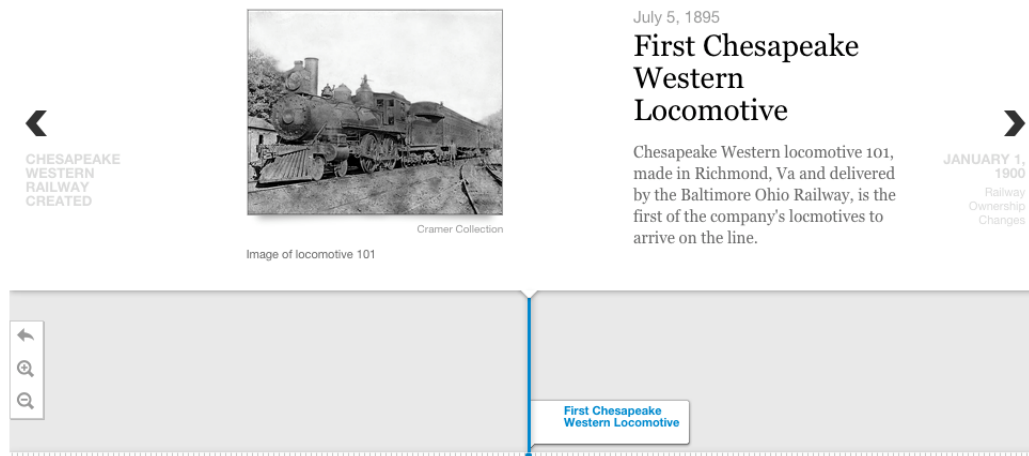 July 5, 1895
First Chesapeake
Western
Locomotive
Chesapeake Western locomotive 101,
made in Richmond, Va and delivered
by the Baltimore Ohio Railway, is the
first of the company's locmotives to
arrive on the line.
Cramer Collection
Image of locomotive 101
CHESAPEAKE
WESTERN
RAILWAY
CREATED
JANUARY 1,
1900
Railway
Ownership
Changes
First Chesapeake
Western Locomotive